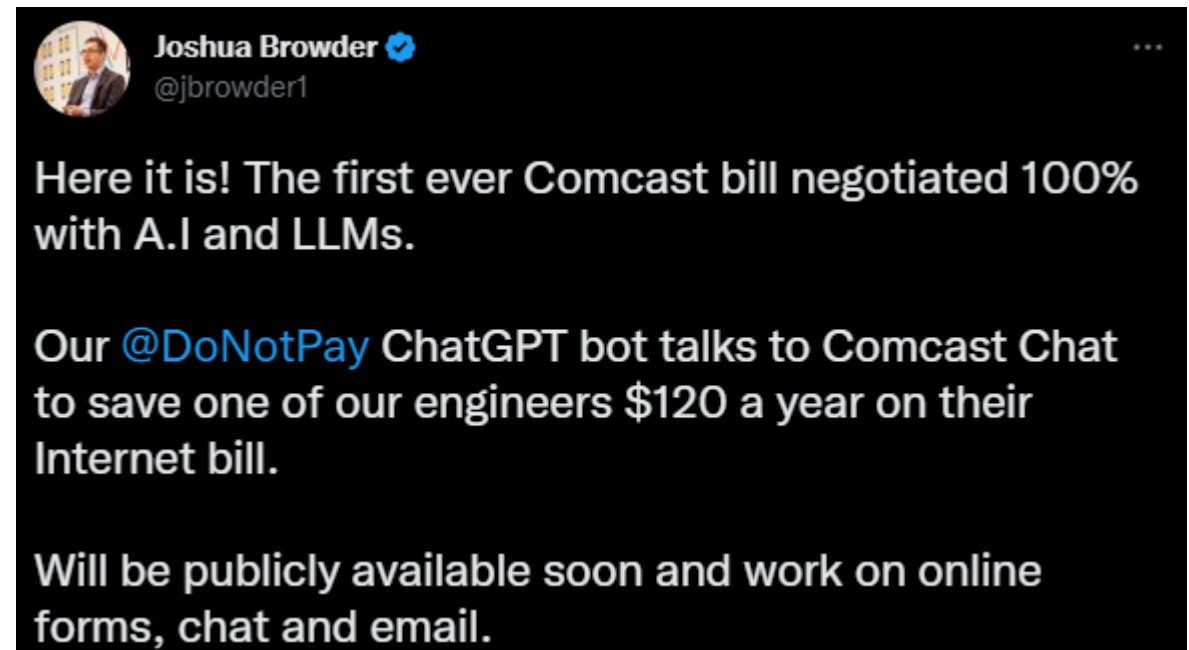 Joshua Browder
@jbrowder1
Here it is! The first ever Comcast bill negotiated 100%
with A.I and LLMs.
Our @DoNotPay ChatGPT bot talks to Comcast Chat
to save one of our engineers $120 a year on their
Internet bill.
Will be publicly available soon and work on online
forms, chat and email.